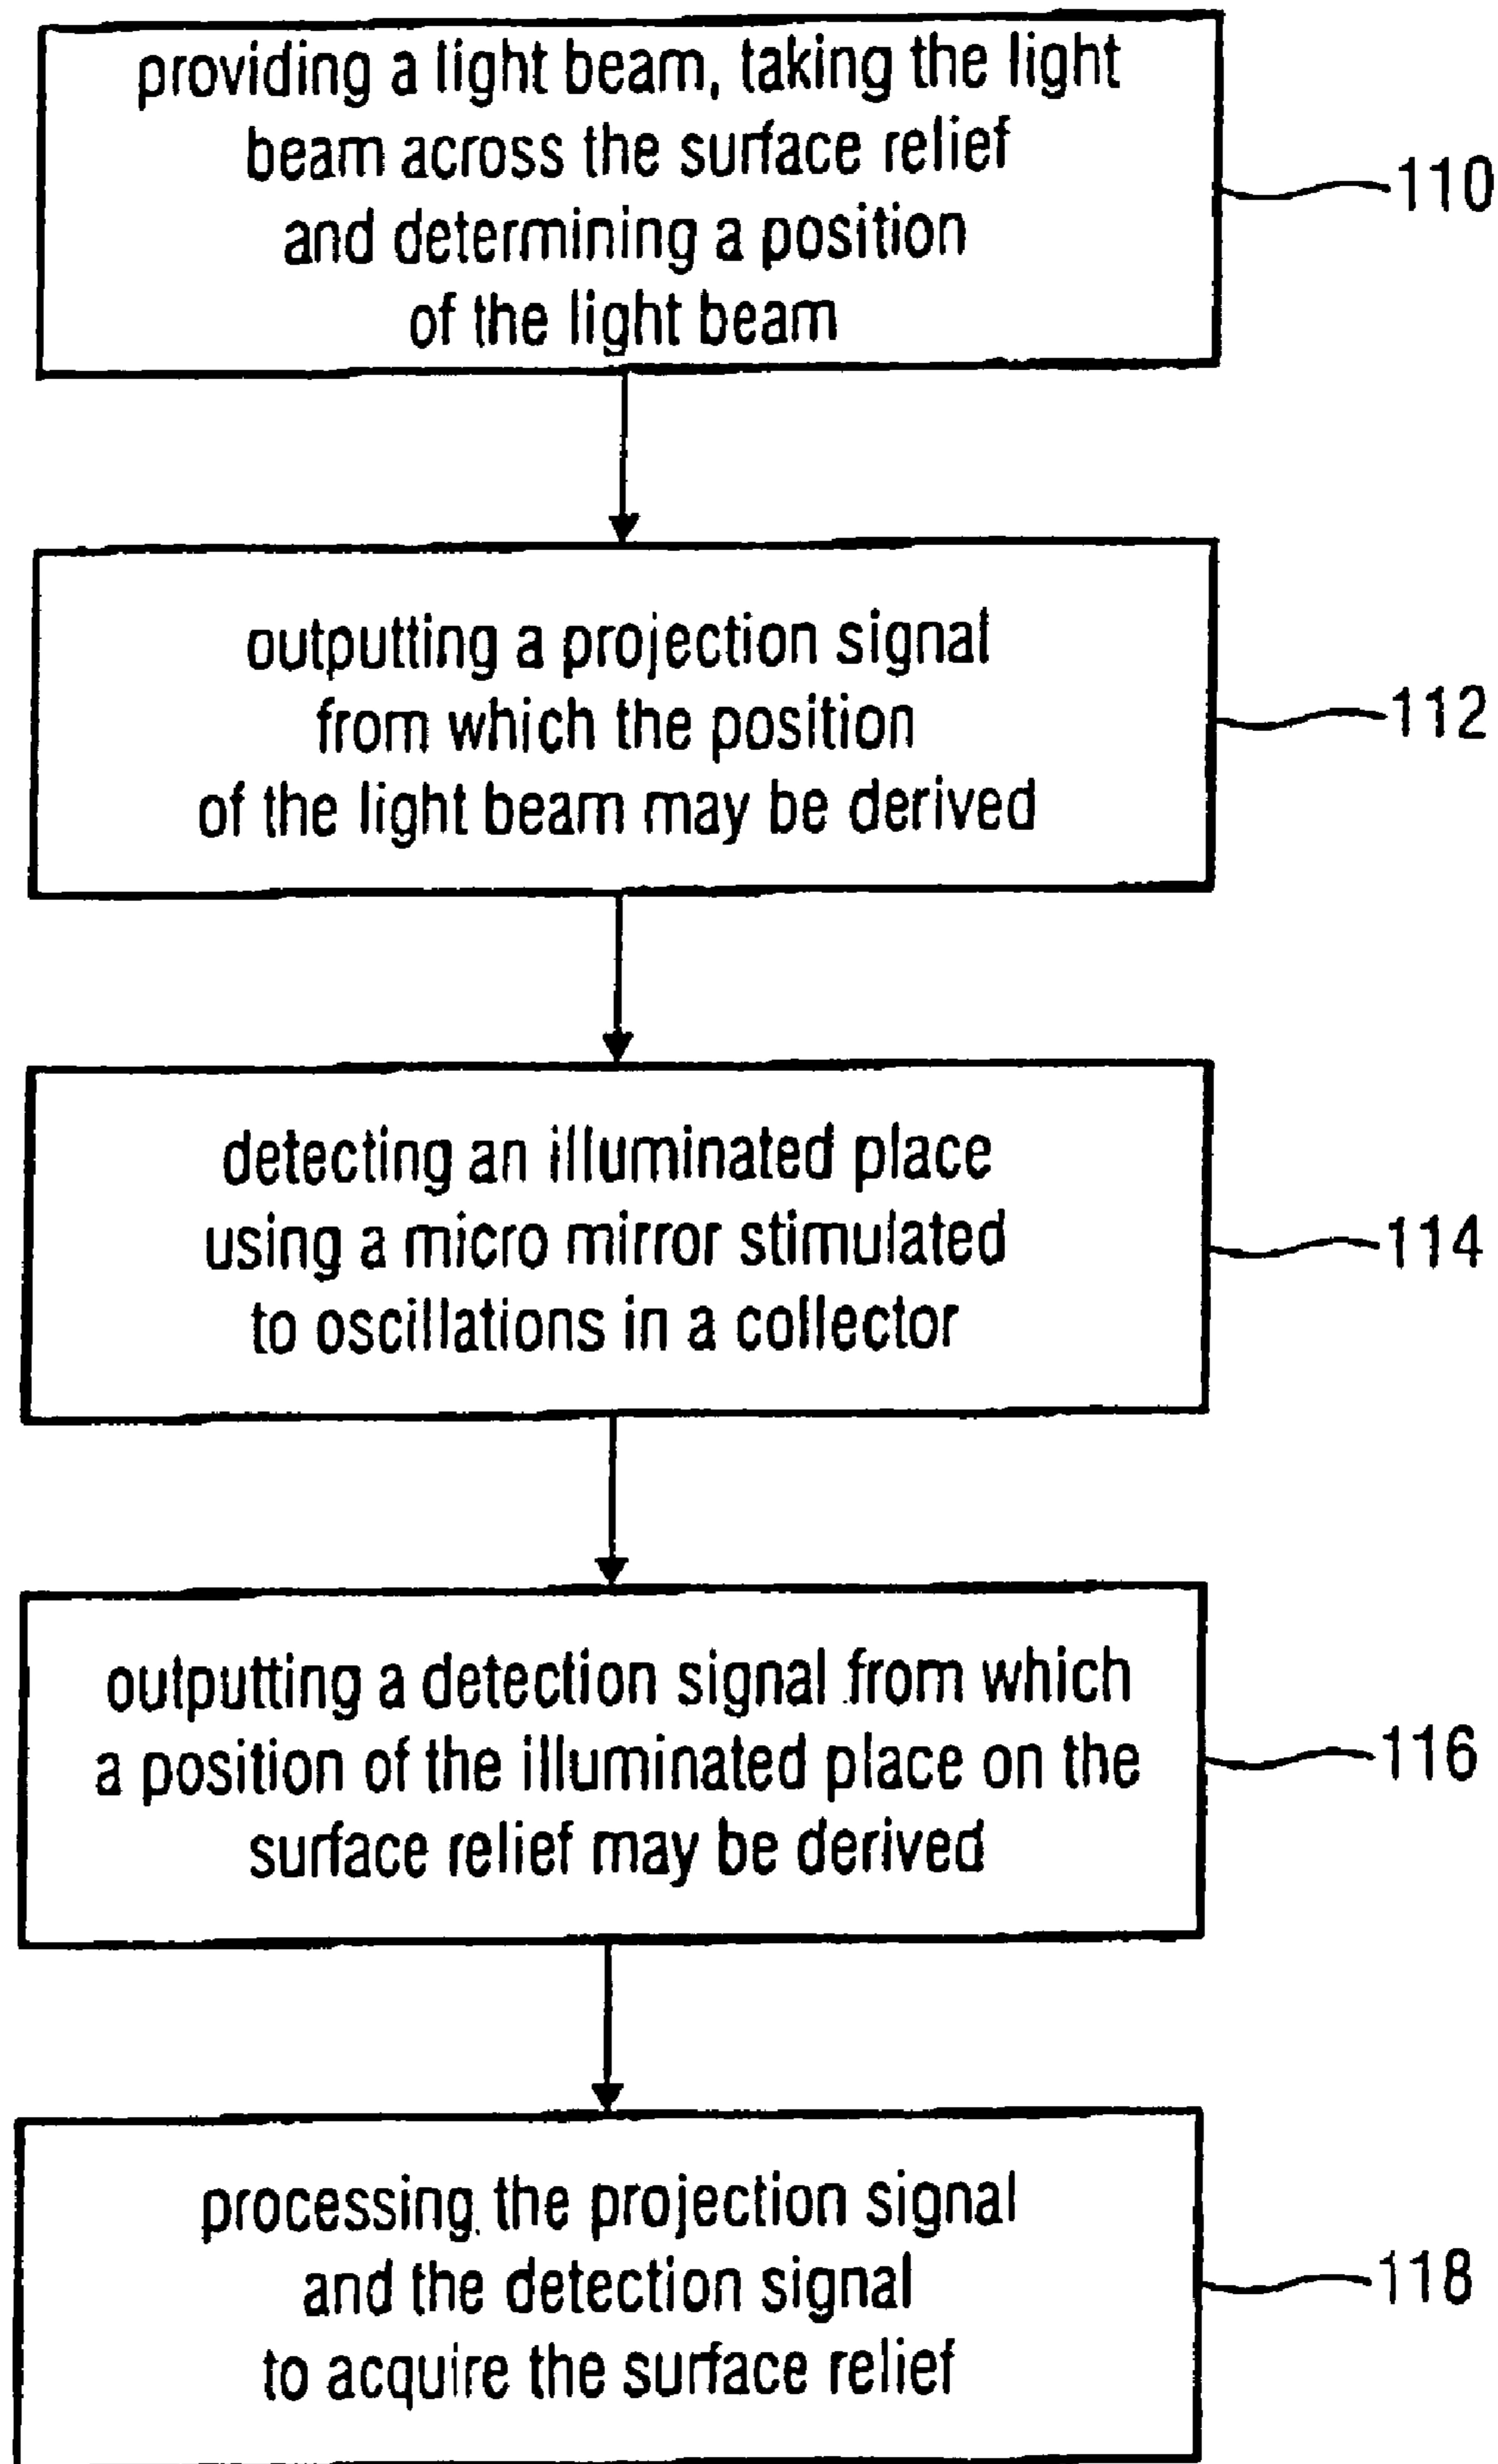 providing a light beam, taking the light
beam across the surface relief
and determining a position
of the light beam
110
outputting a projection signal
from which the position
of the light beam may be derived
112
detecting an illuminated place
using a micro mirror stimulated
to oscillations in a collector
114
outputting a detection signal from which
a position of the illuminated place on the
surface relief may be derived
116
processing the projection signal
and the detection signal
to acquire the surface relief
118